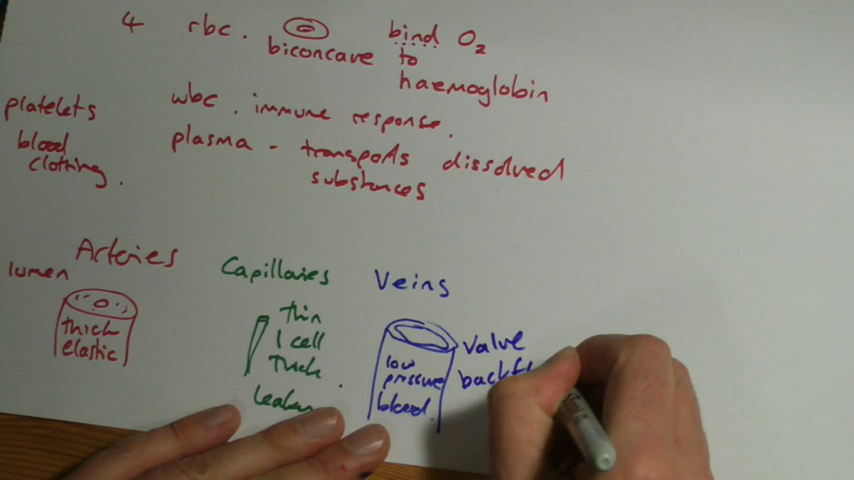 4 rbc. bind O2
biconcave to
haemoglobin
platelets wbc. immune response.
blood clotting.
plasma - transports dissolved
substances
Arteries Capillaries Veins
lumen
thick
elastic
thin
1 cell
thick
low
pressure
blood.
valve